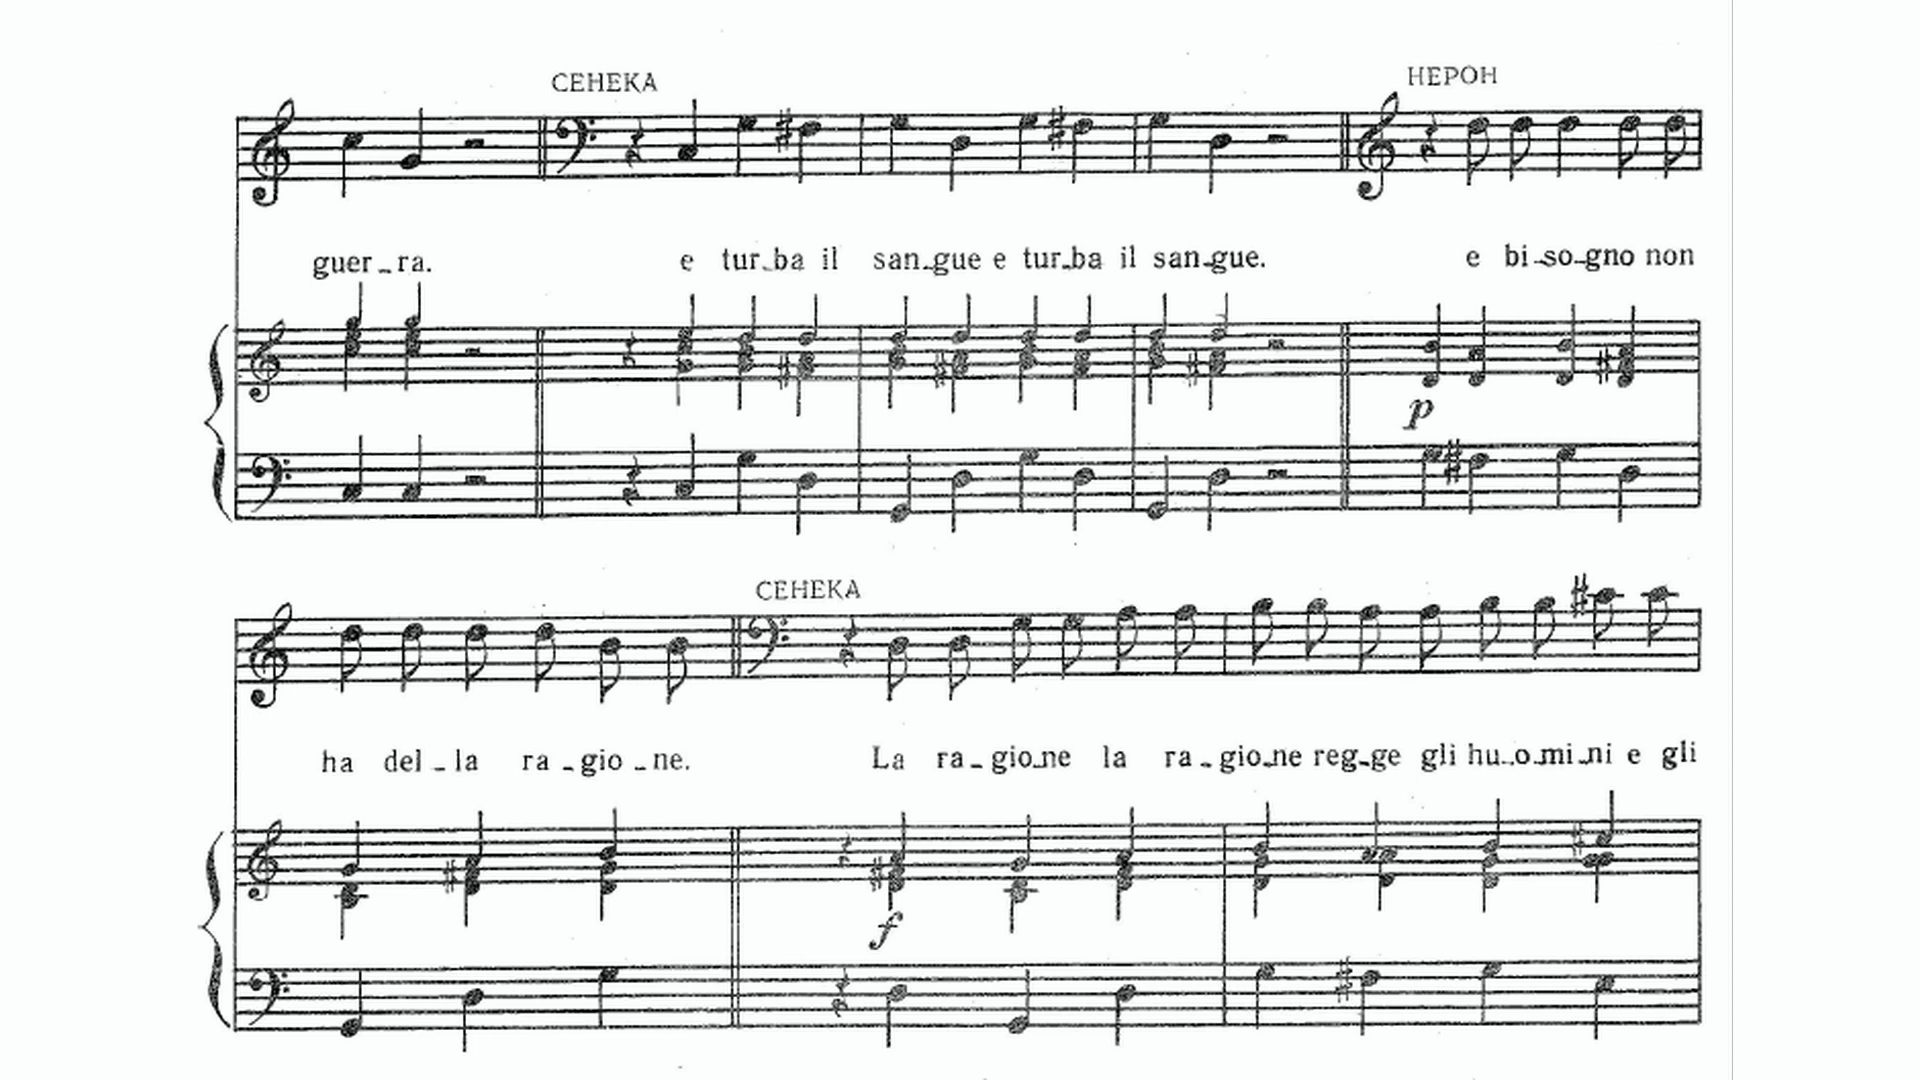 СЕНЕКА НЕРОН
guer_ra. e tur_ba il san_gue e tur_ba il san_gue. e bi_so_gno non
p
СЕНЕКА
ha del_la ra_gio_ne. La ra_gio_ne la ra_gio_ne reg_ge gli hu_o_mi_ni e gli
f